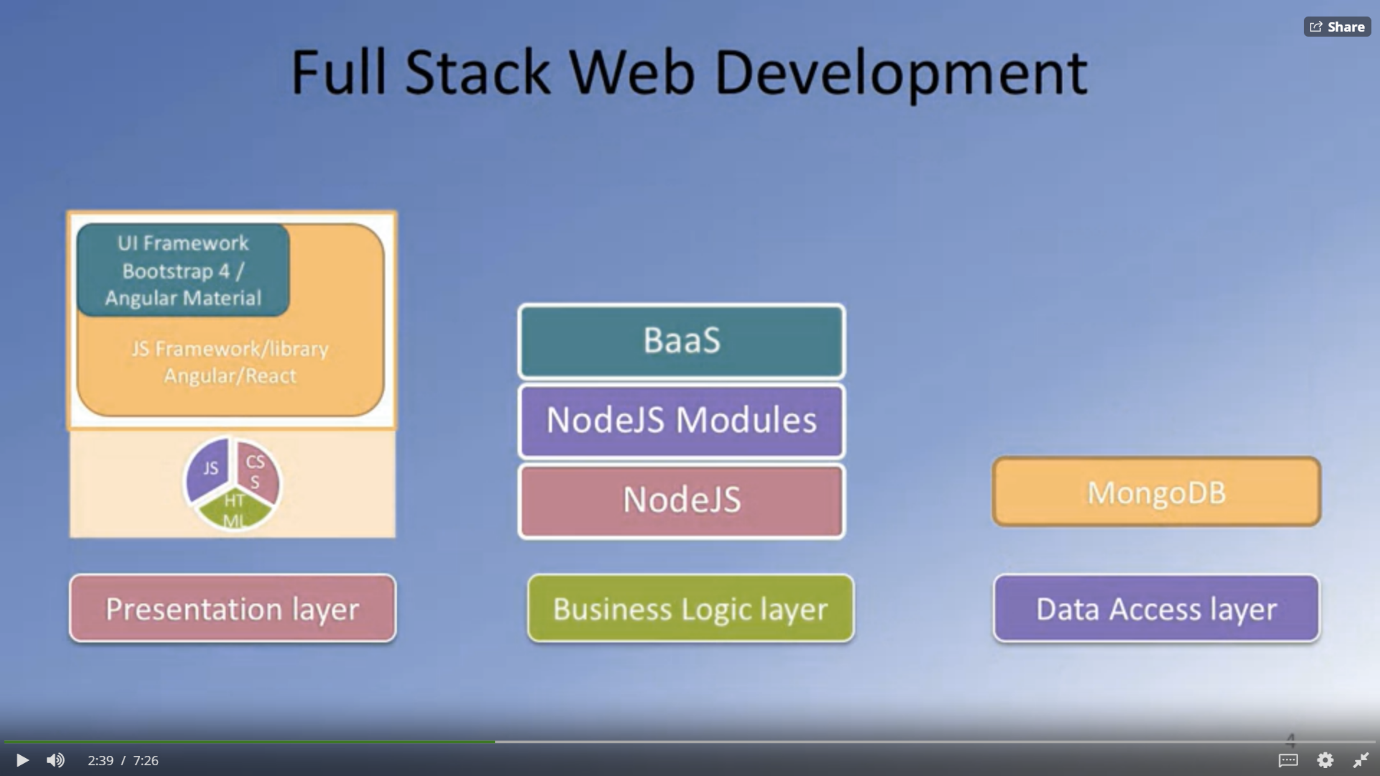 Share
Full Stack Web Development
UI Framework
Bootstrap 4 /
Angular Material
JS Framework/library
Angular/React
JS
CS
S
HT
ML
Presentation layer
BaaS
NodeJS Modules
NodeJS
Business Logic layer
MongoDB
Data Access layer
4
2:39 / 7:26